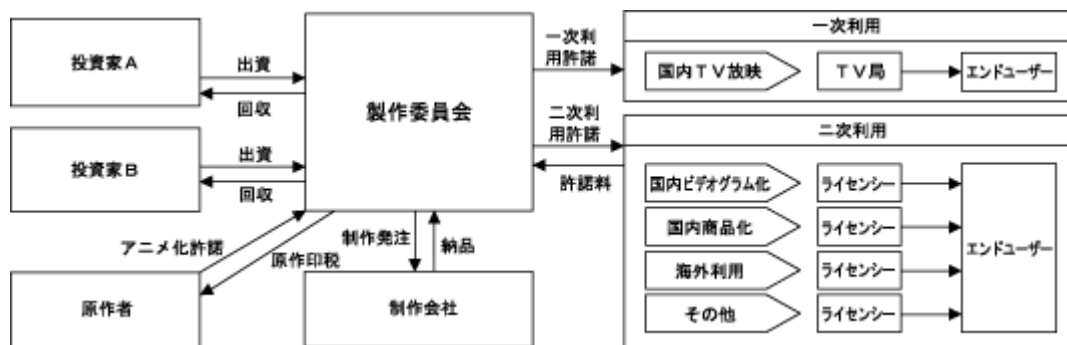 投資家A
出資
回収
投資家B
出資
回収
製作委員会
一次利
用許諾
二次利
用許諾
許諾料
アニメ化許諾
原作印税
制作発注
納品
原作者
制作会社
一次利用
国内TV放映
TV局
エンドユーザー
二次利用
国内ビデオグラム化
ライセンシー
国内商品化
ライセンシー
海外利用
ライセンシー
その他
ライセンシー
エンドユーザー